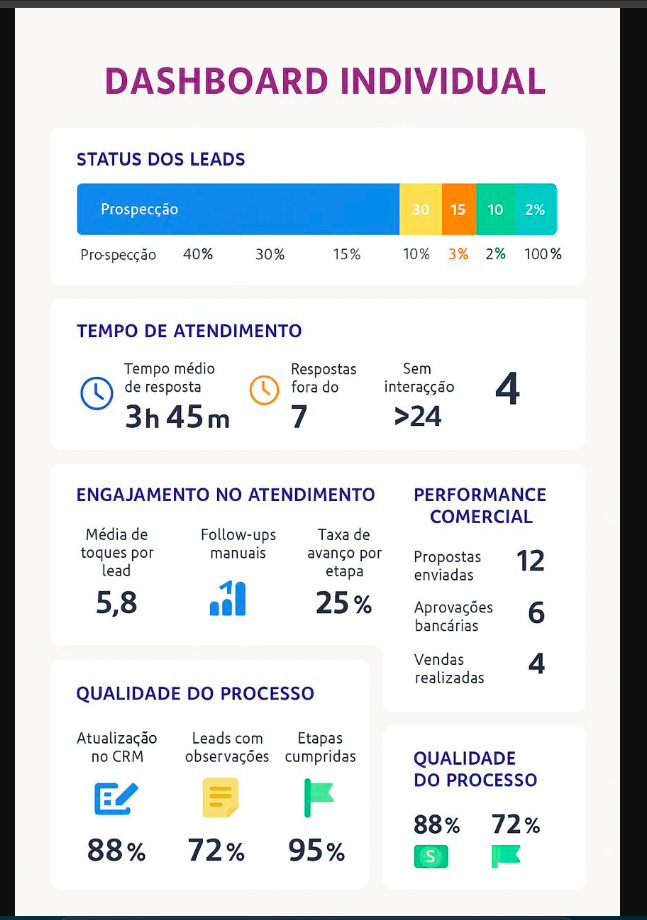 DASHBOARD INDIVIDUAL
STATUS DOS LEADS
Prospecção 30 15 10 2%
Pro-specção 40% 30% 15% 10% 3% 2% 100%
TEMPO DE ATENDIMENTO
Tempo médio
de resposta
3h 45m
Respostas
fora do
7
Sem
interacção
>24
4
ENGAJAMENTO NO ATENDIMENTO
Média de
toques por
lead
5,8
Follow-ups
manuais
1
Taxa de
avanço por
etapa
25%
PERFORMANCE
COMERCIAL
Propostas
enviadas
12
Aprovações
bancárias
6
Vendas
realizadas
4
QUALIDADE DO PROCESSO
Atualização
no CRM
88%
Leads com
observações
72%
Etapas
cumpridas
95%
QUALIDADE
DO PROCESSO
88% 72%
S